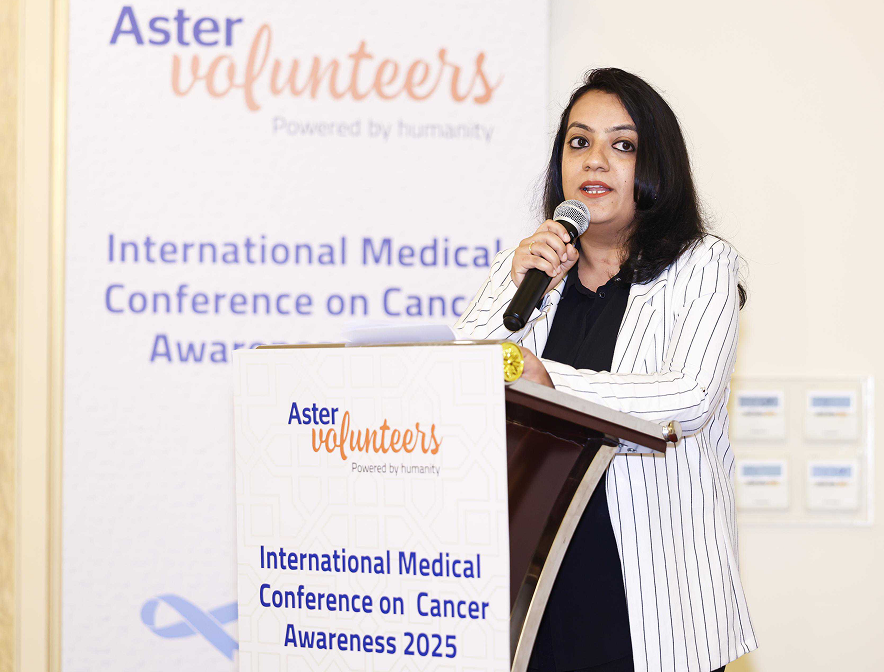 Aster
volunteers
Powered by humanity
International Medical
Conference on Canc
Awaren
Aster
volunteers
Powered by humanity
International Medical
Conference on Cancer
Awareness 2025